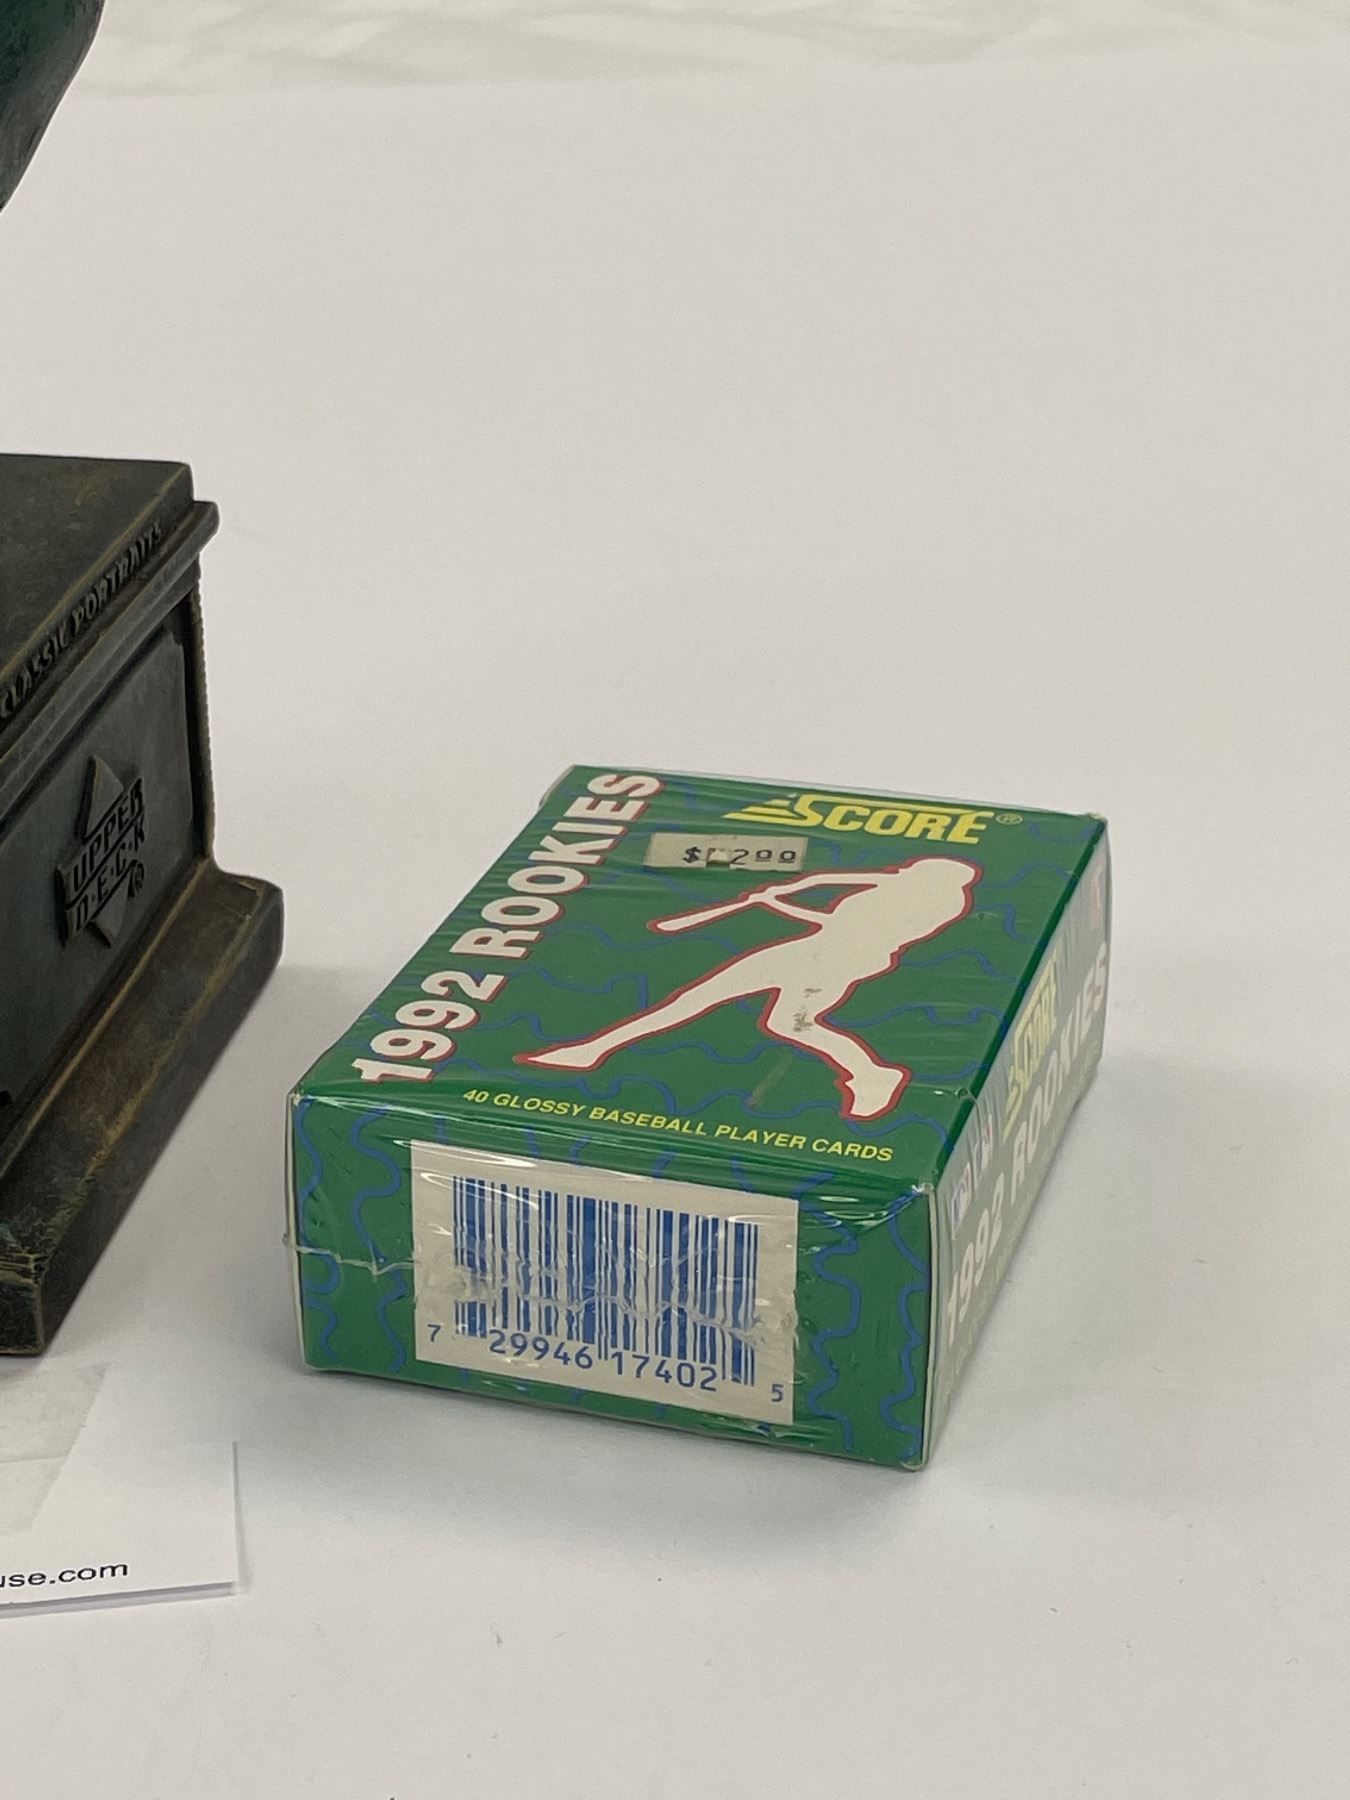 CLASSIC PORTRAITS
UPPER
D.E.C.K
®
SCORE®
1992 ROOKIES
40 GLOSSY BASEBALL PLAYER CARDS
7 29946 17402 5
SCORE
1992 ROOKIES
use.com